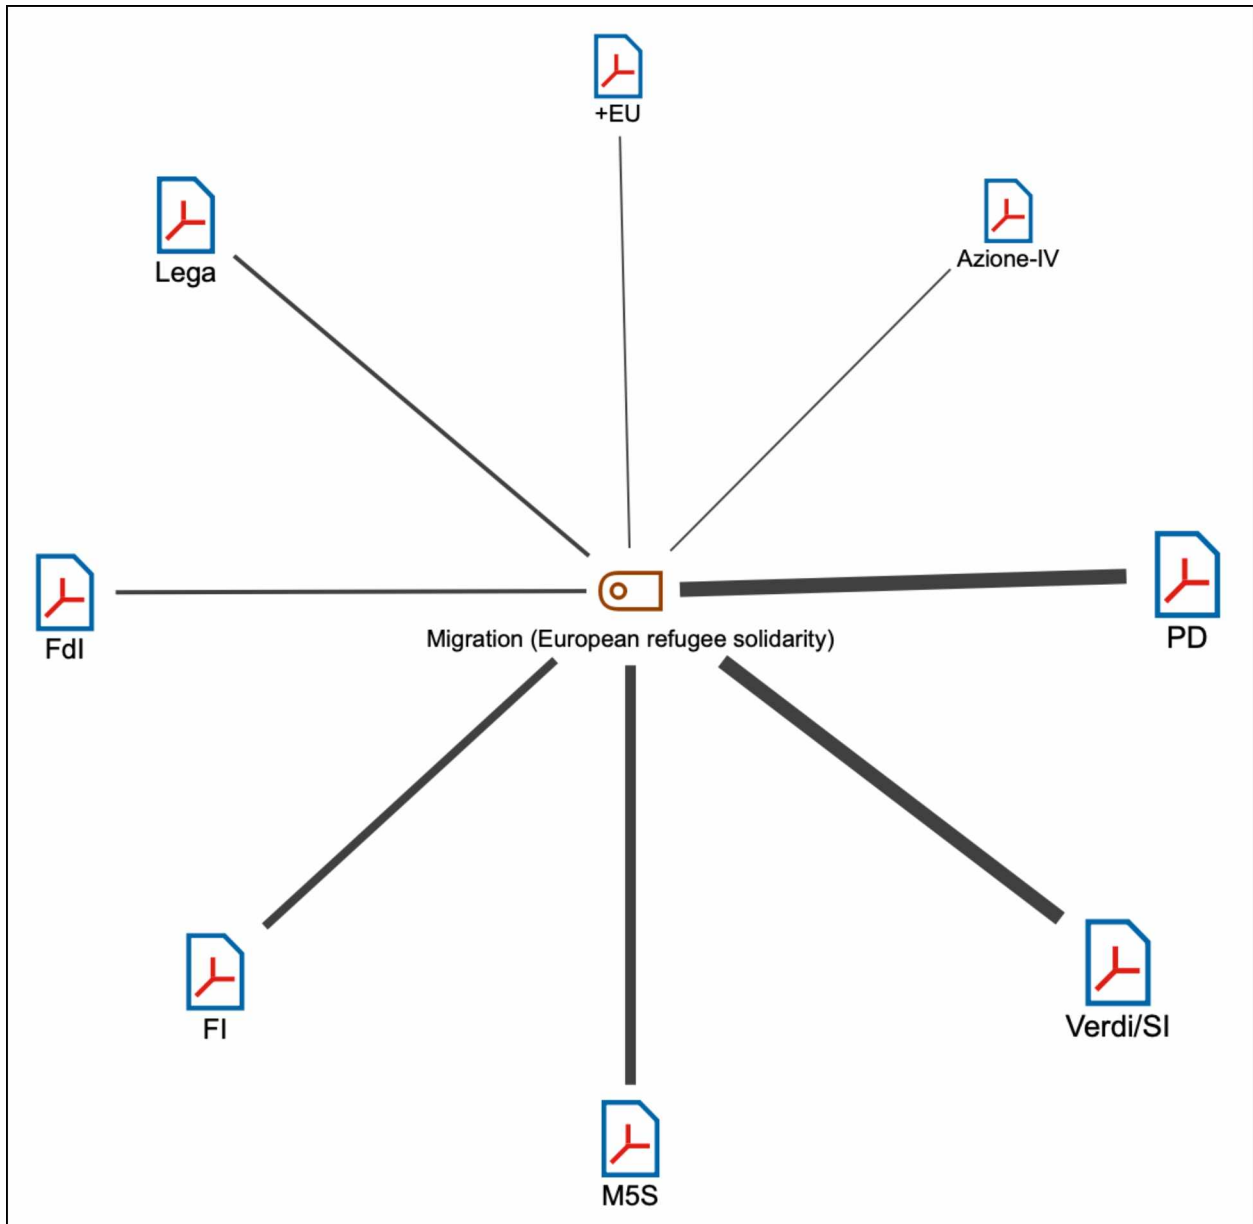 +EU
Lega
Azione-IV
FdI
Migration (European refugee solidarity)
PD
FI
Verdi/SI
M5S